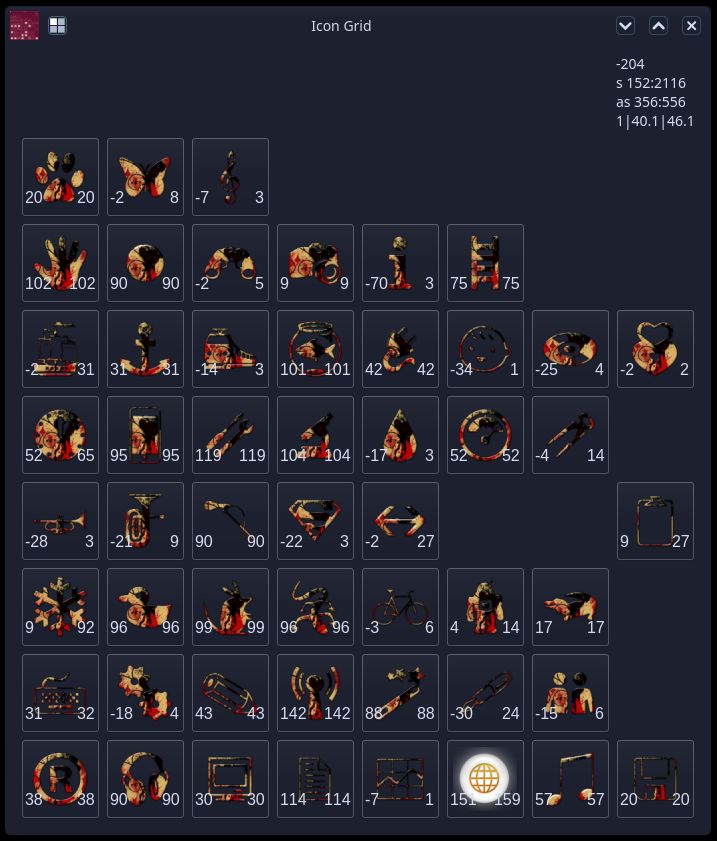 Icon Grid
-204
s 152:2116
as 356:556
1|40.1|46.1
20 20 -2 8 -7 3
102 102 90 90 -2 5 9 9 -70 3 75 75
31 31 31 -14 3 101 101 42 42 -34 1 -25 4 -2 2
52 65 95 95 119 119 104 104 -17 3 52 52 -4 14
-28 3 -21 9 90 90 -22 3 -2 27 9 27
9 92 96 96 99 99 96 96 -3 6 4 14 17 17
31 32 -18 4 43 43 142 142 88 88 -30 24 -15 6
R
38 38 90 90 30 30 114 114 -7 1 151 159 57 57 20 20